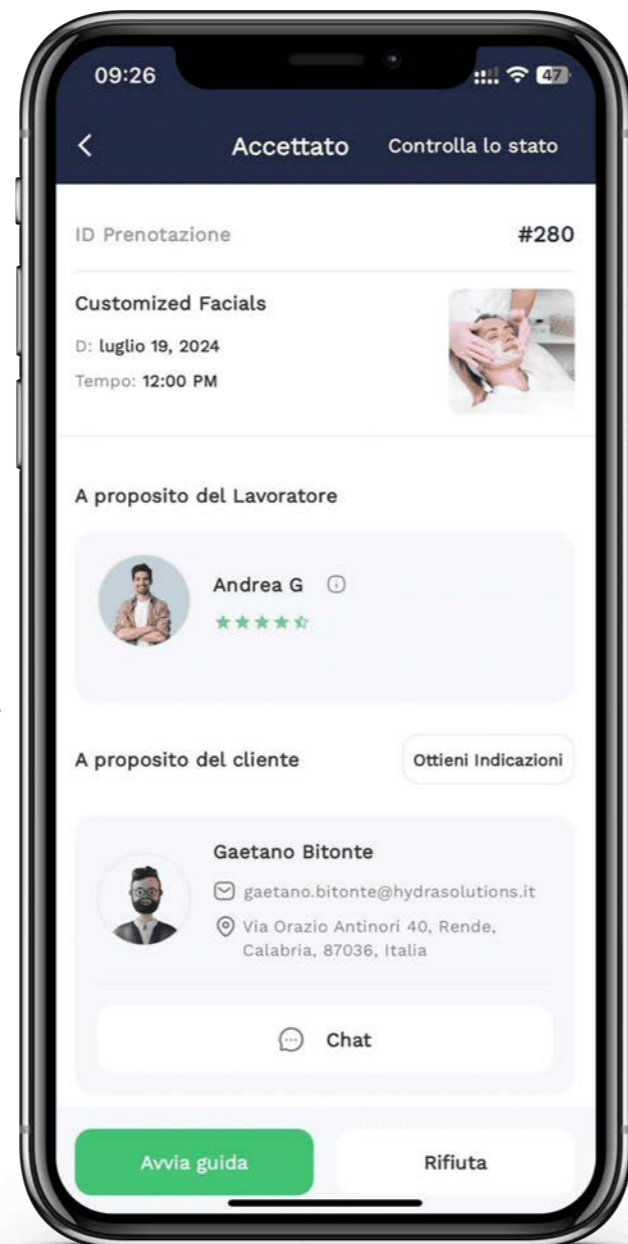 09:26
47
Accettato
Controlla lo stato
ID Prenotazione
#280
Customized Facials
D: luglio 19, 2024
Tempo: 12:00 PM
A proposito del Lavoratore
Andrea G
A proposito del cliente
Ottieni Indicazioni
Gaetano Bitonte
gaetano.bitonte@hydrasolutions.it
Via Orazio Antinori 40, Rende,
Calabria, 87036, Italia
Chat
Avvia guida
Rifiuta